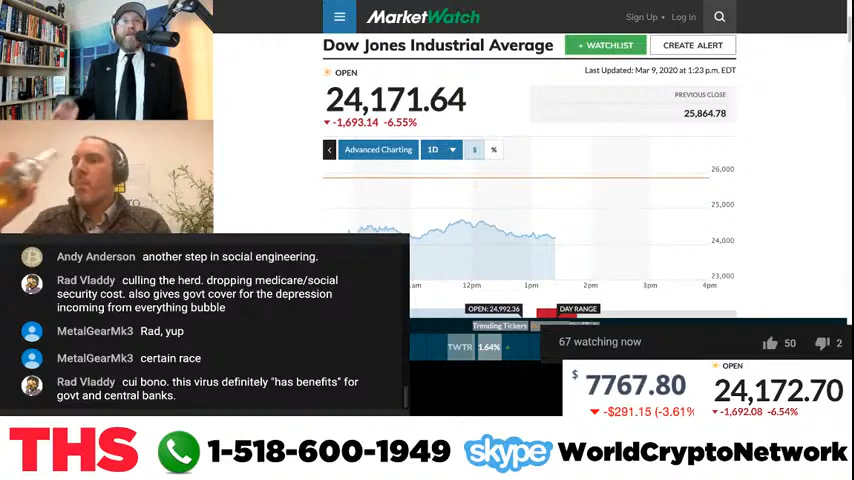 MarketWatch
Sign Up · Log in
Dow Jones Industrial Average
+ WATCHLIST
CREATE ALERT
OPEN
Last Updated: Mar 9, 2020 at 1:23 p.m. EDT
24,171.64
-1,693.14 -6.55%
PREVIOUS CLOSE
25,864.78
Advanced Charting
1D
$
%
26,000
25,000
24,000
23,000
am
12pm
1pm
2pm
3pm
4pm
OPEN: 24,992.36
DAY RANGE
Trending Tickers
TWTR 1.64%
Andy Anderson another step in social engineering.
Rad Vladdy culling the herd. dropping medicare/social
security cost. also gives govt cover for the depression
incoming from everything bubble
MetalGearMk3 Rad, yup
MetalGearMk3 certain race
Rad Vladdy cui bono. this virus definitely "has benefits" for
govt and central banks.
67 watching now
50
2
$ 7767.80
-$291.15 (-3.61%
OPEN
24,172.70
-1,692.08 -6.54%
THS 1-518-600-1949 skype WorldCryptoNetwork